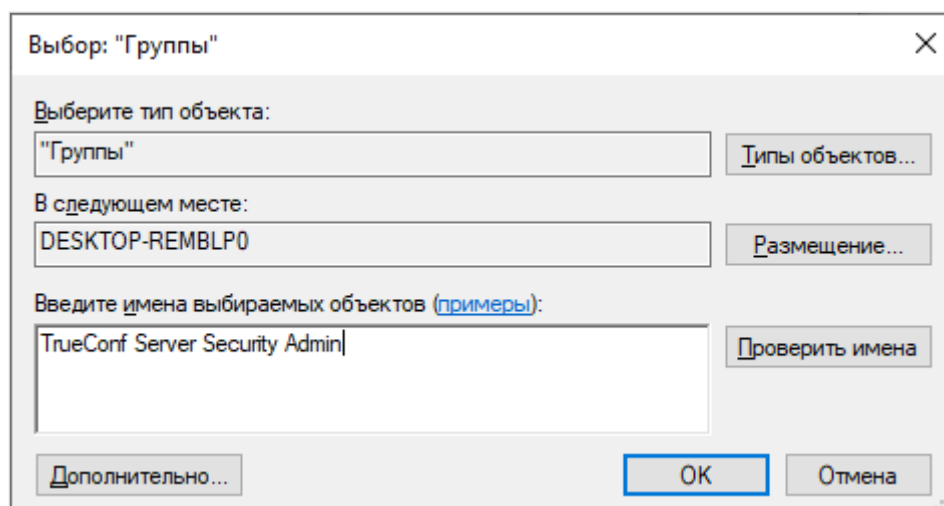 Выбор: "Группы"
Выберите тип объекта:
"Группы"
Типы объектов...
В следующем месте:
DESKTOP-REMBLP0
Размещение...
Введите имена выбираемых объектов (примеры):
TrueConf Server Security Admin
Проверить имена
Дополнительно...
OK
Отмена